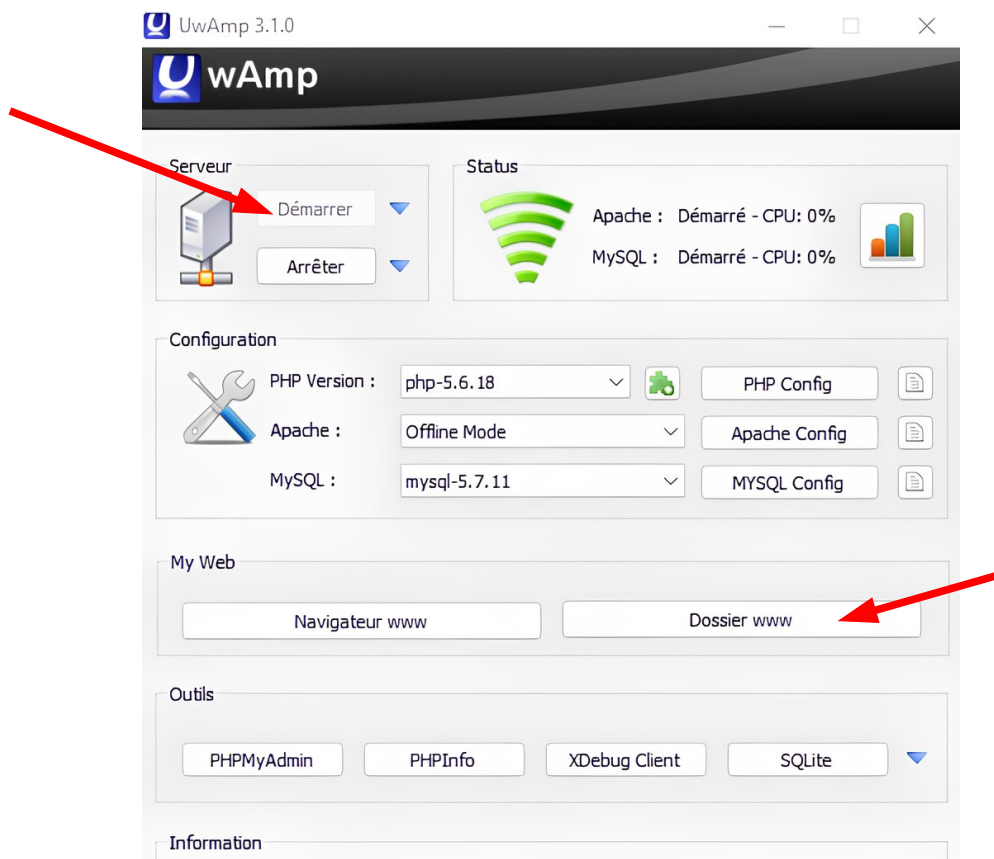 UwAmp 3.1.0
UwAmp
Serveur
Status
Démarrer
Apache : Démarré - CPU: 0%
Arrêter
MySQL : Démarré - CPU: 0%
Configuration
PHP Version : php-5.6.18 PHP Config
Apache : Offline Mode Apache Config
MySQL : mysql-5.7.11 MYSQL Config
My Web
Navigateur www Dossier www
Outils
PHPMyAdmin PHPInfo XDebug Client SQLite
Information